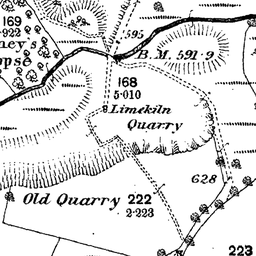 169
.922
ney's
pse
595
B.M. 591.9
168
5.010
Limekiln
Quarry
628
Old Quarry
222
2.223
223